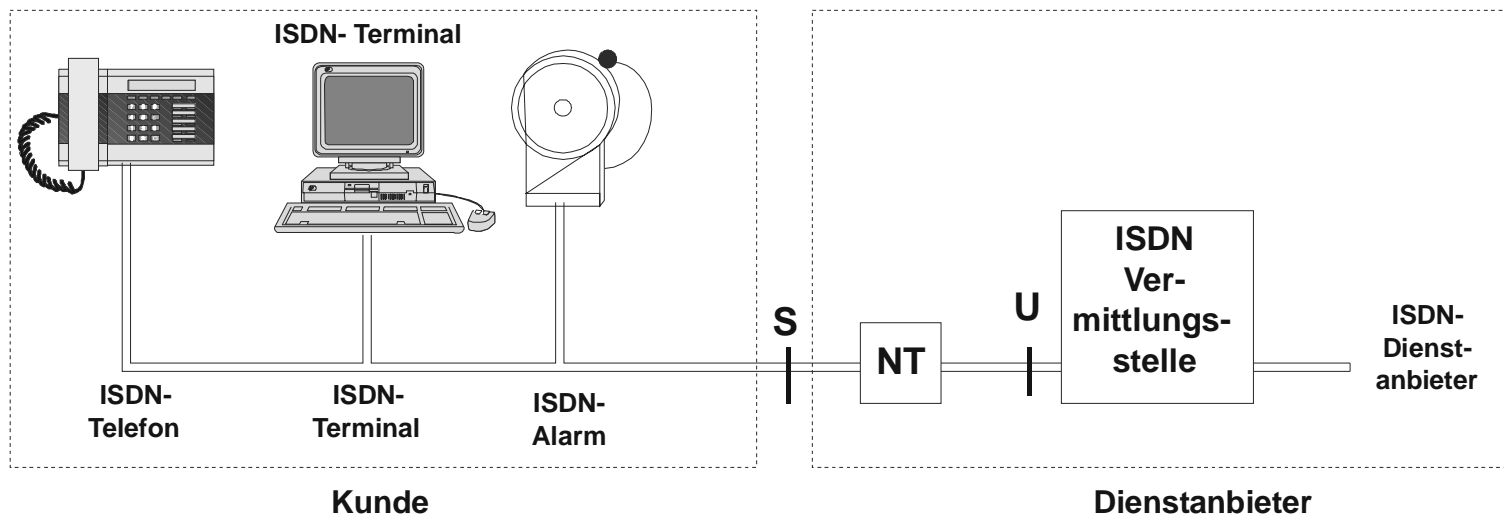 ISDN- Terminal
ISDN-
Telefon
ISDN-
Terminal
ISDN-
Alarm
S
NT
U
ISDN
Ver-
mittlungs-
stelle
ISDN-
Dienst-
anbieter
Kunde
Dienstanbieter